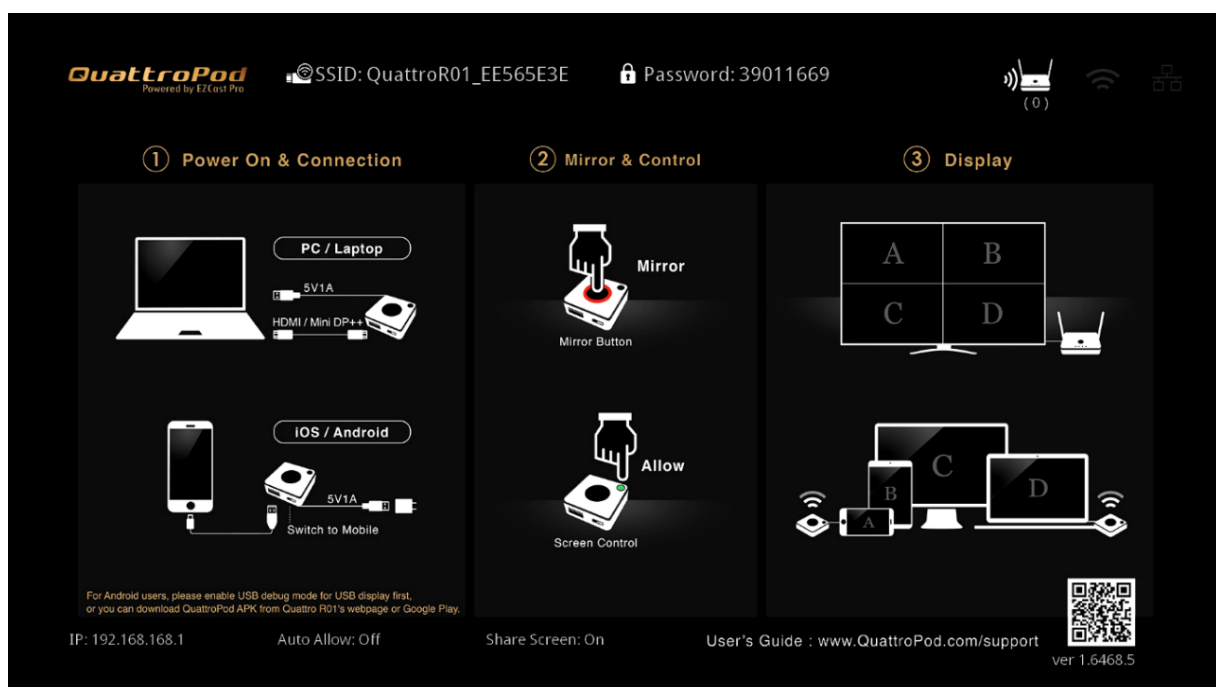 QuattroPod
Powered by EZCast Pro
SSID: QuattroR01_EE565E3E
Password: 39011669
(0)
1 Power On & Connection
2 Mirror & Control
3 Display
PC / Laptop
5V1A
HDMI / Mini DP++
iOS / Android
5V1A
Switch to Mobile
For Android users, please enable USB debug mode for USB display first,
or you can download QuattroPod APK from Quattro R01's webpage or Google Play.
Mirror
Mirror Button
Allow
Screen Control
A B
C D
C
B
D
A
IP: 192.168.168.1
Auto Allow: Off
Share Screen: On
User's Guide : www.QuattroPod.com/support
ver 1.6468.5